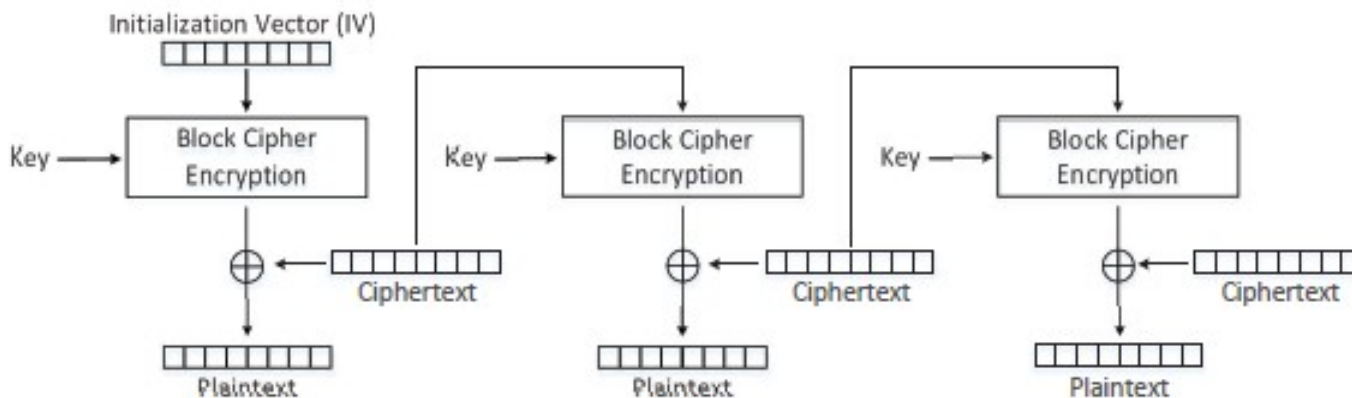 Initialization Vector (IV)
Key
Block Cipher
Encryption
Key
Block Cipher
Encryption
Key
Block Cipher
Encryption
Ciphertext
Ciphertext
Ciphertext
Plaintext
Plaintext
Plaintext